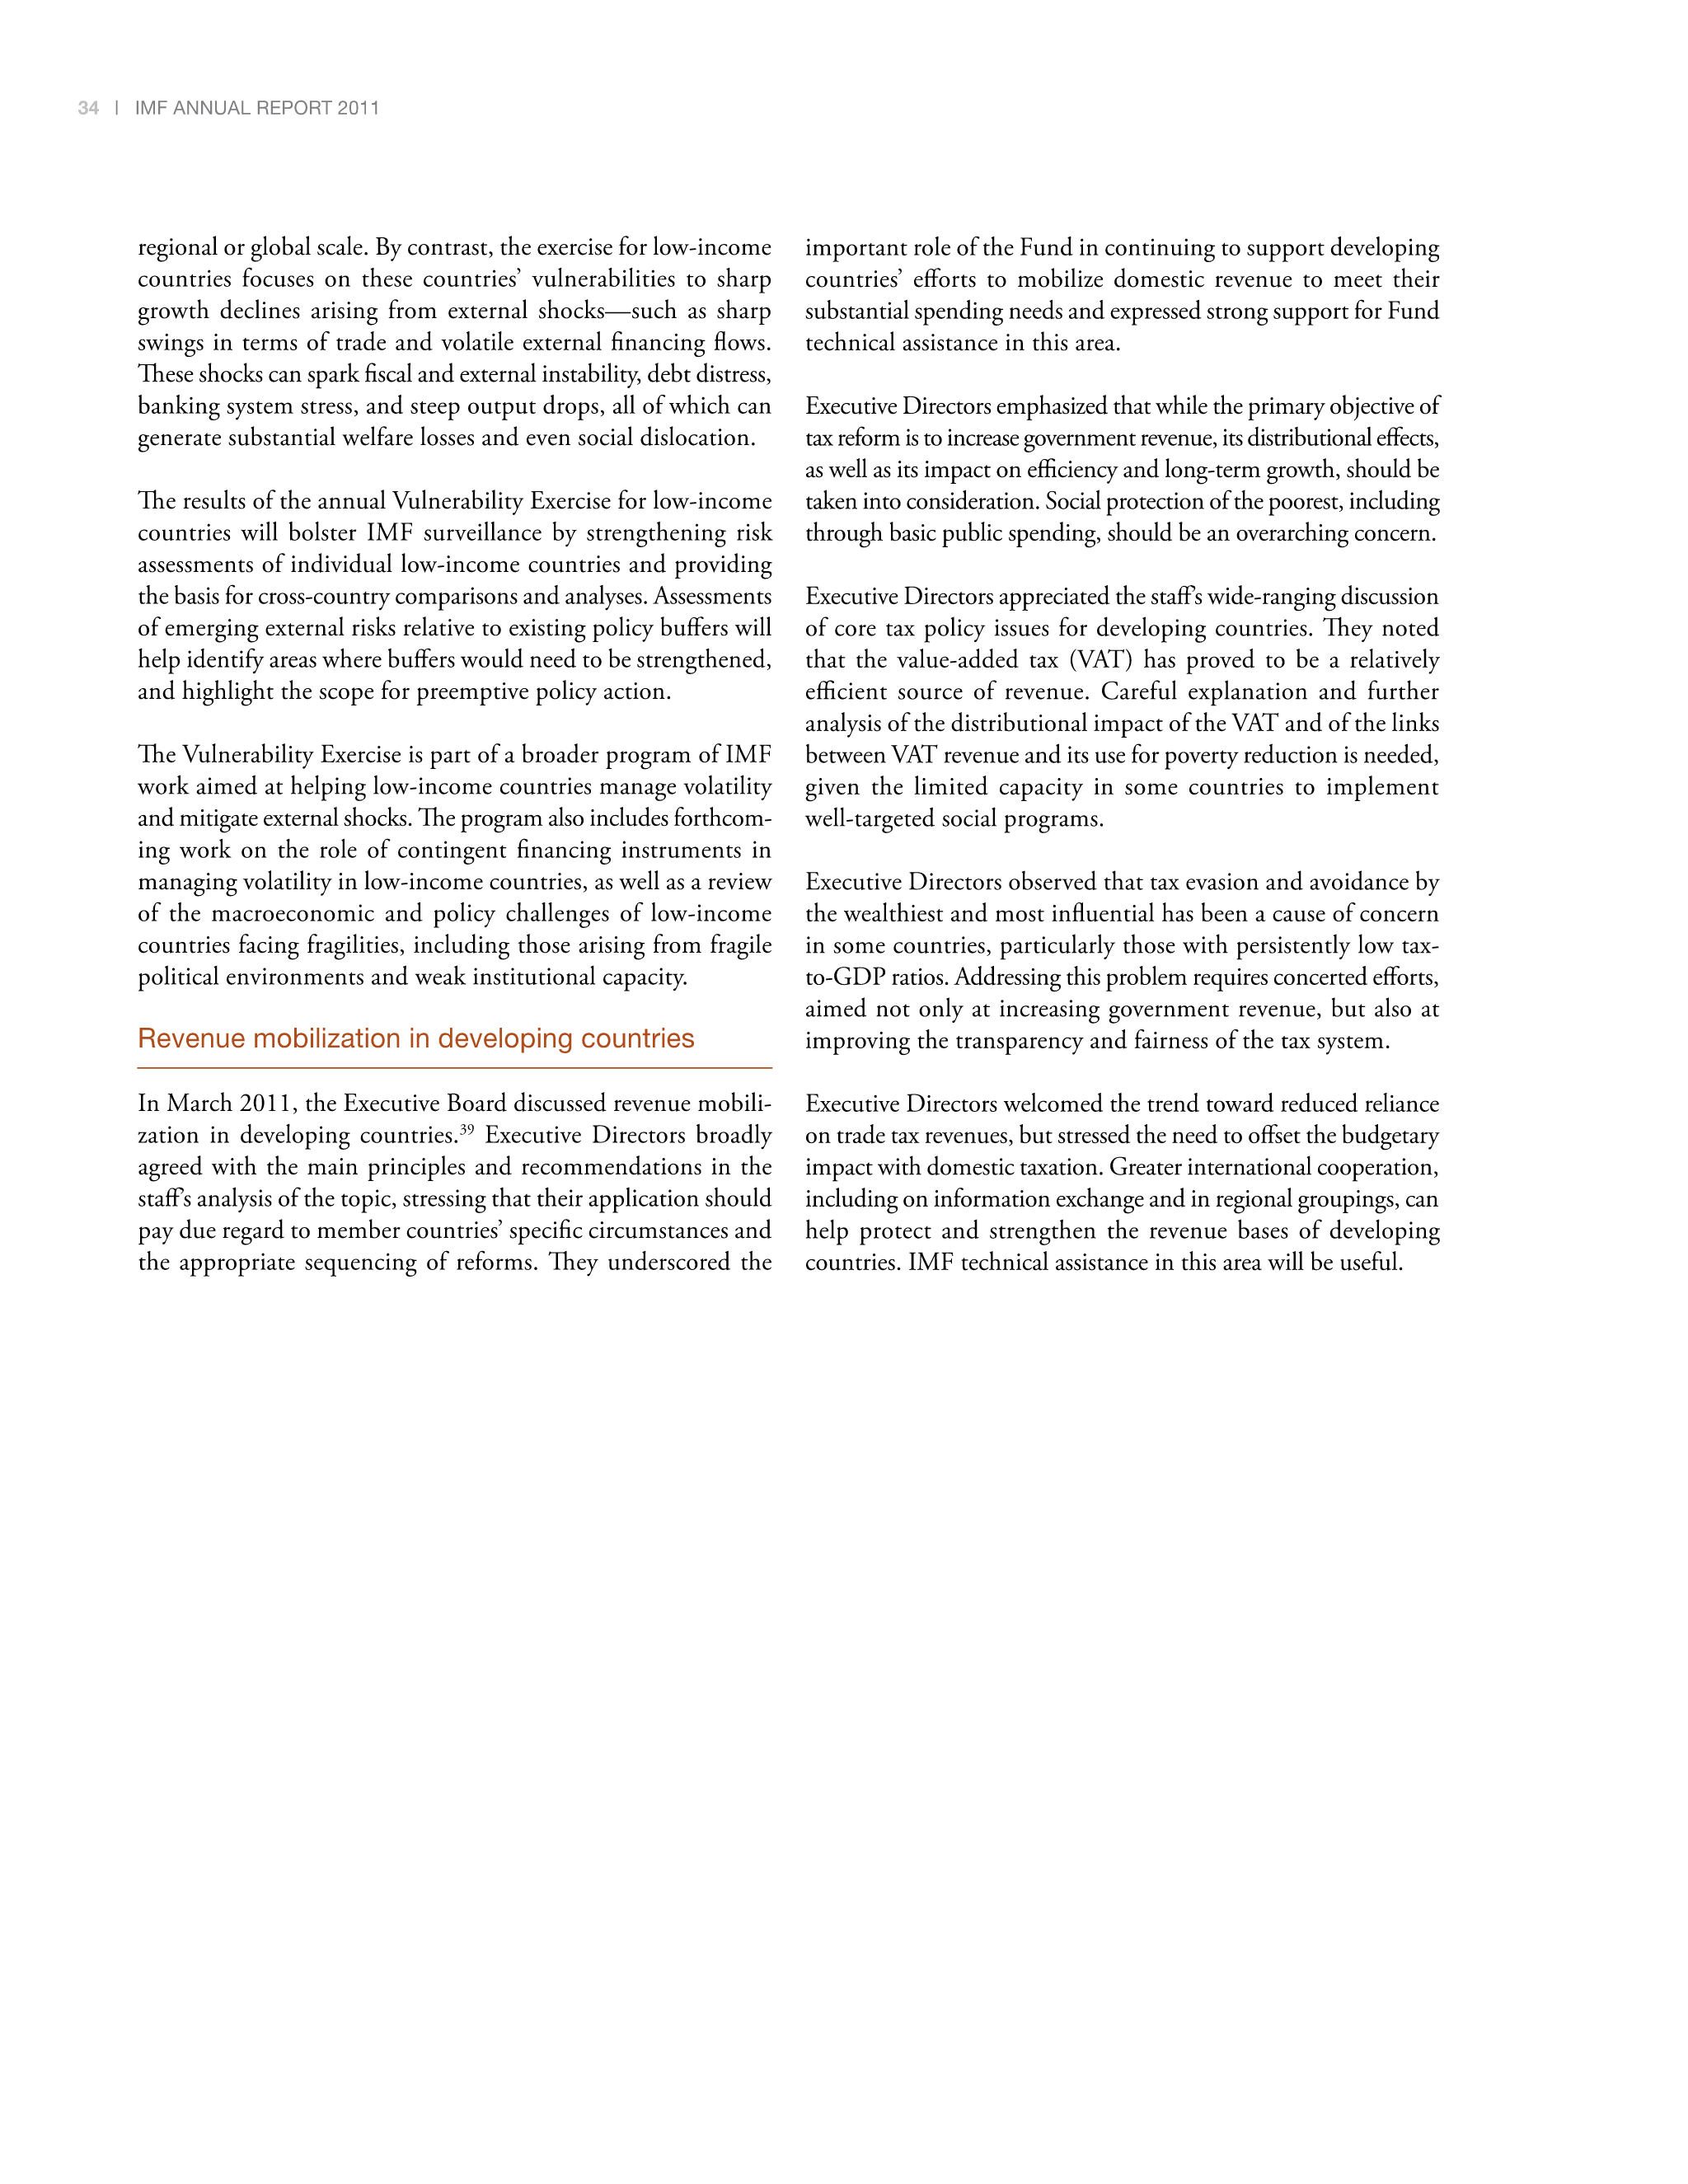 34 | IMF ANNUAL REPORT 2011
regional or global scale. By contrast, the exercise for low-income
countries focuses on these countries’ vulnerabilities to sharp
growth declines arising from external shocks—such as sharp
swings in terms of trade and volatile external financing flows.
These shocks can spark fiscal and external instability, debt distress,
banking system stress, and steep output drops, all of which can
generate substantial welfare losses and even social dislocation.
The results of the annual Vulnerability Exercise for low-income
countries will bolster IMF surveillance by strengthening risk
assessments of individual low-income countries and providing
the basis for cross-country comparisons and analyses. Assessments
of emerging external risks relative to existing policy buffers will
help identify areas where buffers would need to be strengthened,
and highlight the scope for preemptive policy action.
The Vulnerability Exercise is part of a broader program of IMF
work aimed at helping low-income countries manage volatility
and mitigate external shocks. The program also includes forthcom-
ing work on the role of contingent financing instruments in
managing volatility in low-income countries, as well as a review
of the macroeconomic and policy challenges of low-income
countries facing fragilities, including those arising from fragile
political environments and weak institutional capacity.
Revenue mobilization in developing countries
In March 2011, the Executive Board discussed revenue mobili-
zation in developing countries.39 Executive Directors broadly
agreed with the main principles and recommendations in the
staff’s analysis of the topic, stressing that their application should
pay due regard to member countries’ specific circumstances and
the appropriate sequencing of reforms. They underscored the
important role of the Fund in continuing to support developing
countries’ efforts to mobilize domestic revenue to meet their
substantial spending needs and expressed strong support for Fund
technical assistance in this area.
Executive Directors emphasized that while the primary objective of
tax reform is to increase government revenue, its distributional effects,
as well as its impact on efficiency and long-term growth, should be
taken into consideration. Social protection of the poorest, including
through basic public spending, should be an overarching concern.
Executive Directors appreciated the staff’s wide-ranging discussion
of core tax policy issues for developing countries. They noted
that the value-added tax (VAT) has proved to be a relatively
efficient source of revenue. Careful explanation and further
analysis of the distributional impact of the VAT and of the links
between VAT revenue and its use for poverty reduction is needed,
given the limited capacity in some countries to implement
well-targeted social programs.
Executive Directors observed that tax evasion and avoidance by
the wealthiest and most influential has been a cause of concern
in some countries, particularly those with persistently low tax-
to-GDP ratios. Addressing this problem requires concerted efforts,
aimed not only at increasing government revenue, but also at
improving the transparency and fairness of the tax system.
Executive Directors welcomed the trend toward reduced reliance
on trade tax revenues, but stressed the need to offset the budgetary
impact with domestic taxation. Greater international cooperation,
including on information exchange and in regional groupings, can
help protect and strengthen the revenue bases of developing
countries. IMF technical assistance in this area will be useful.